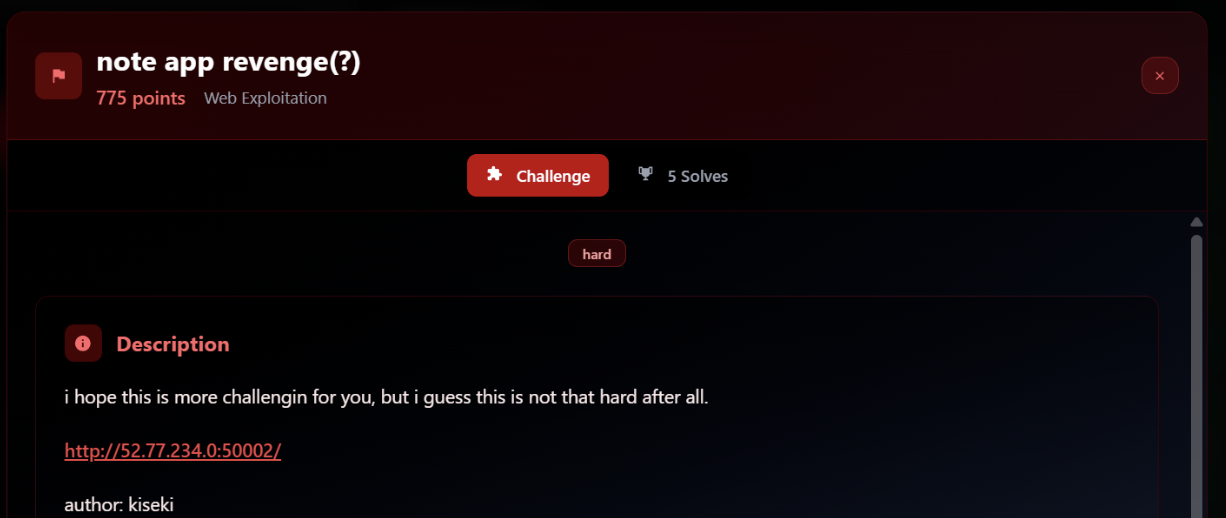 note app revenge(?)
775 points Web Exploitation
Challenge 5 Solves
hard
Description
i hope this is more challengin for you, but i guess this is not that hard after all.
http://52.77.234.0:50002/
author: kiseki